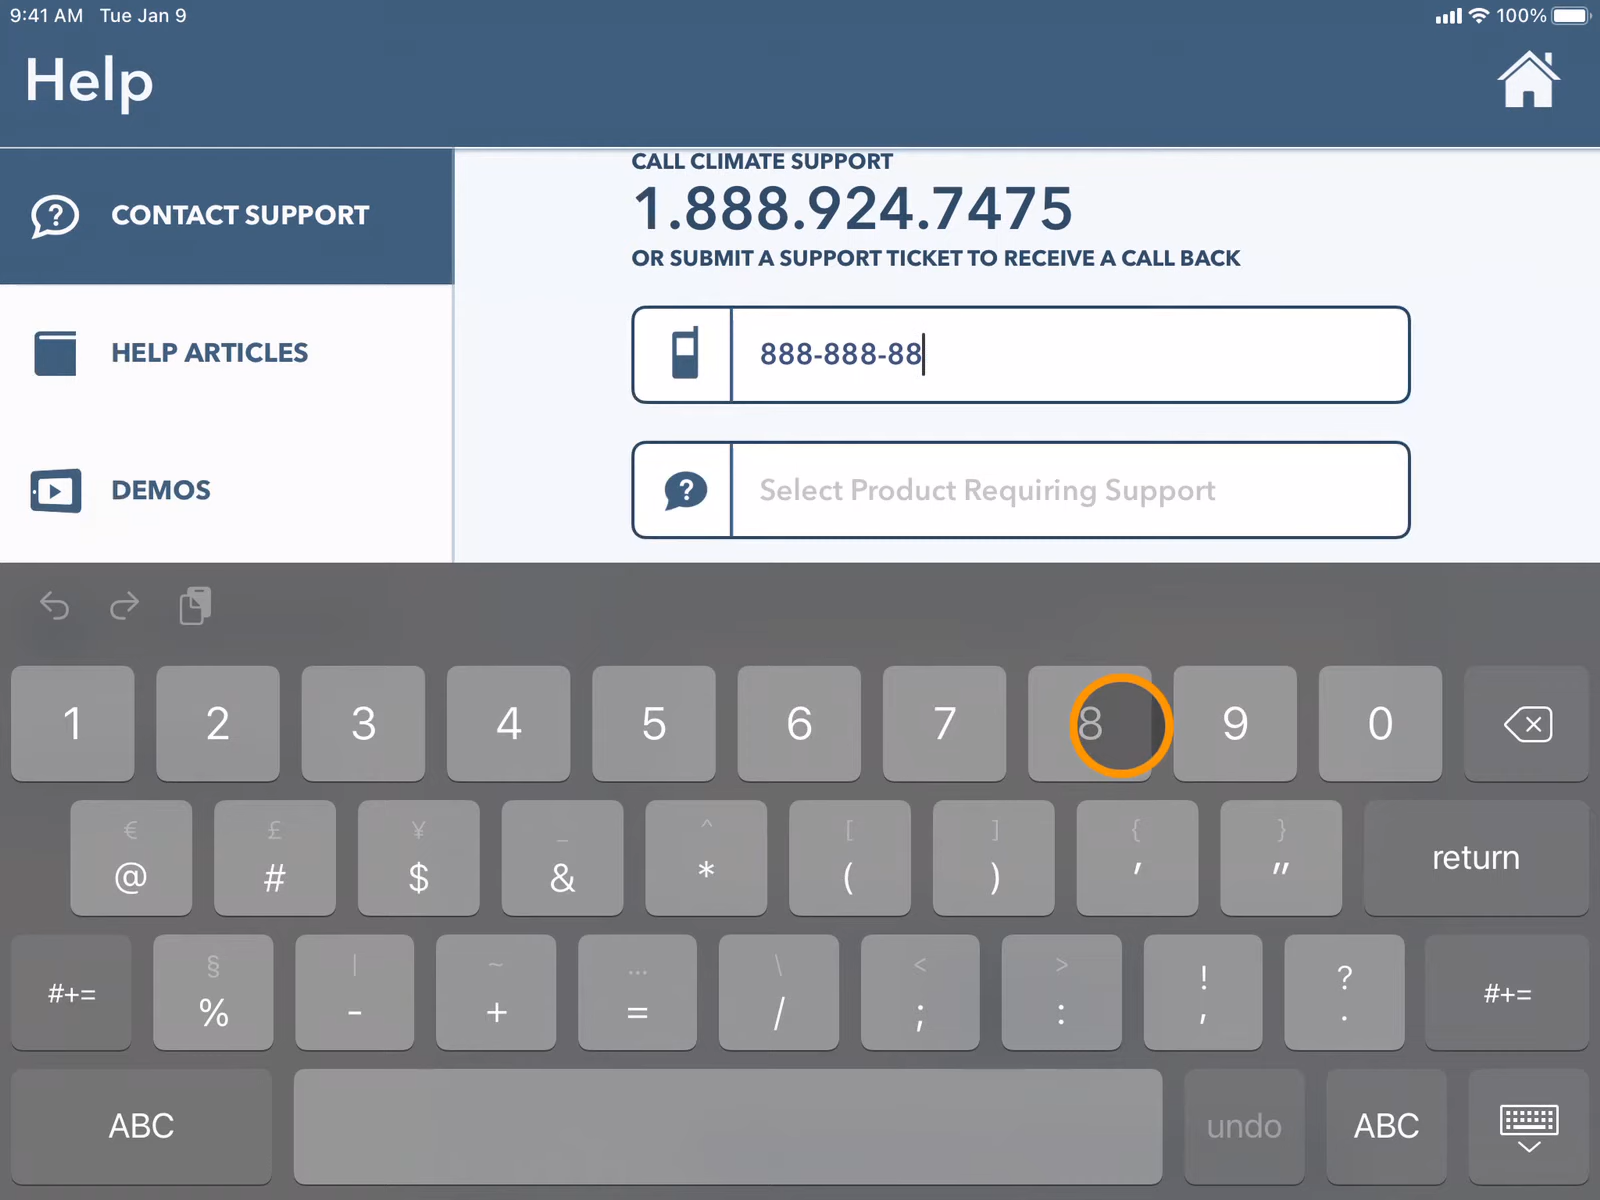 9:41 AM Tue Jan 9 100%
Help
CONTACT SUPPORT
HELP ARTICLES
DEMOS
CALL CLIMATE SUPPORT
1.888.924.7475
OR SUBMIT A SUPPORT TICKET TO RECEIVE A CALL BACK
888-888-88
Select Product Requiring Support
1 2 3 4 5 6 7 8 9 0
€ £ ¥ _ ^ [ ] { }
@ # $ & * ( ) ' " return
§ | ~ … \ < > ! ?
#+= % - + = / ; : , . #+=
ABC undo ABC